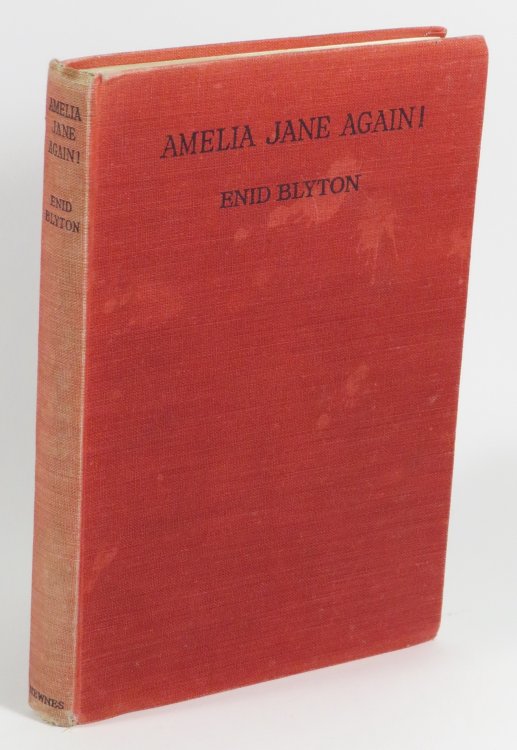 AMELIA JANE AGAIN!
ENID BLYTON
AMELIA
JANE
AGAIN!
ENID
BLYTON
NEWNES